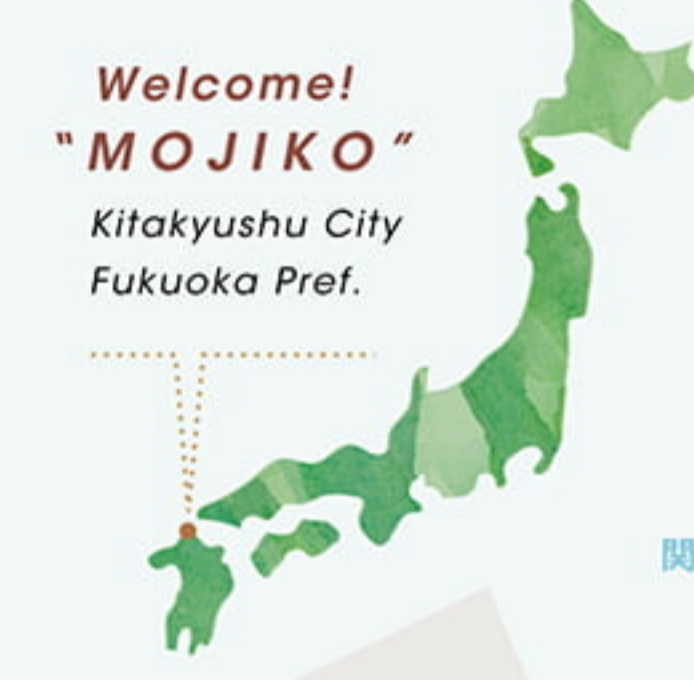 Welcome!
“MOJIKO”
Kitakyushu City
Fukuoka Pref.
関